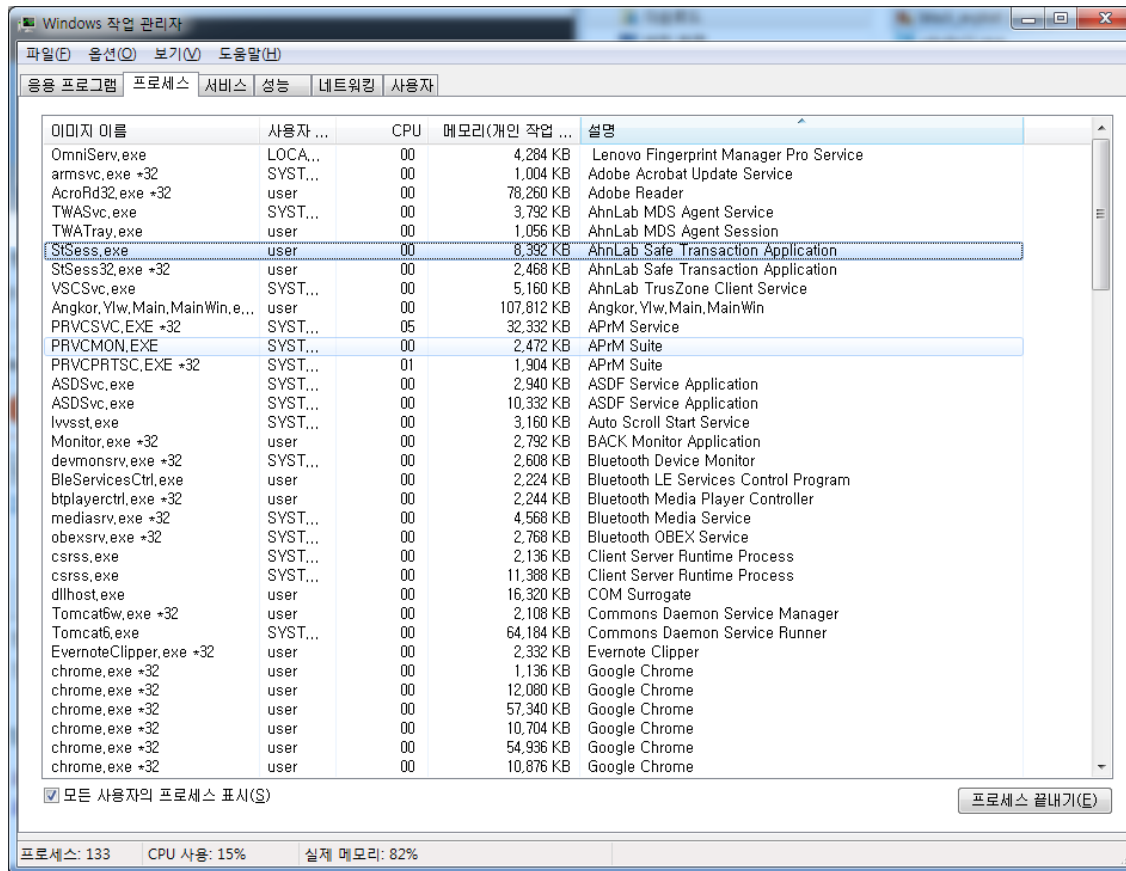 Windows 작업 관리자
파일(F) 옵션(O) 보기(V) 도움말(H)
응용 프로그램 프로세스 서비스 성능 네트워킹 사용자
이미지 이름 사용자 ... CPU 메모리(개인 작업 ... 설명
OmniServ.exe LOCA... 00 4,284 KB Lenovo Fingerprint Manager Pro Service
armsvc.exe *32 SYST... 00 1,004 KB Adobe Acrobat Update Service
AcroRd32.exe *32 user 00 78,260 KB Adobe Reader
TWASvc.exe SYST... 00 3,792 KB AhnLab MDS Agent Service
TWATray.exe user 00 1,056 KB AhnLab MDS Agent Session
StSess.exe user 00 8,392 KB AhnLab Safe Transaction Application
StSess32.exe *32 user 00 2,468 KB AhnLab Safe Transaction Application
VSCSvc.exe SYST... 00 5,160 KB AhnLab TrusZone Client Service
Angkor.Ylw.Main.MainWin.e... user 00 107,812 KB Angkor.Ylw.Main.MainWin
PRVCSVC.EXE *32 SYST... 05 32,332 KB APrM Service
PRVCMON.EXE SYST... 00 2,472 KB APrM Suite
PRVCPRTSC.EXE *32 SYST... 01 1,904 KB APrM Suite
ASDSvc.exe SYST... 00 2,940 KB ASDF Service Application
ASDSvc.exe SYST... 00 10,332 KB ASDF Service Application
lvvsst.exe SYST... 00 3,160 KB Auto Scroll Start Service
Monitor.exe *32 user 00 2,792 KB BACK Monitor Application
devmonsrv.exe *32 SYST... 00 2,608 KB Bluetooth Device Monitor
BleServicesCtrl.exe user 00 2,224 KB Bluetooth LE Services Control Program
btplayerctrl.exe *32 user 00 2,244 KB Bluetooth Media Player Controller
mediasrv.exe *32 SYST... 00 4,568 KB Bluetooth Media Service
obexsrv.exe *32 SYST... 00 2,768 KB Bluetooth OBEX Service
csrss.exe SYST... 00 2,136 KB Client Server Runtime Process
csrss.exe SYST... 00 11,388 KB Client Server Runtime Process
dllhost.exe user 00 16,320 KB COM Surrogate
Tomcat6w.exe *32 user 00 2,108 KB Commons Daemon Service Manager
Tomcat6.exe SYST... 00 64,184 KB Commons Daemon Service Runner
EvernoteClipper.exe *32 user 00 2,332 KB Evernote Clipper
chrome.exe *32 user 00 1,136 KB Google Chrome
chrome.exe *32 user 00 12,080 KB Google Chrome
chrome.exe *32 user 00 57,340 KB Google Chrome
chrome.exe *32 user 00 10,704 KB Google Chrome
chrome.exe *32 user 00 54,936 KB Google Chrome
chrome.exe *32 user 00 10,876 KB Google Chrome
모든 사용자의 프로세스 표시(S) 프로세스 끝내기(E)
프로세스: 133 CPU 사용: 15% 실제 메모리: 82%